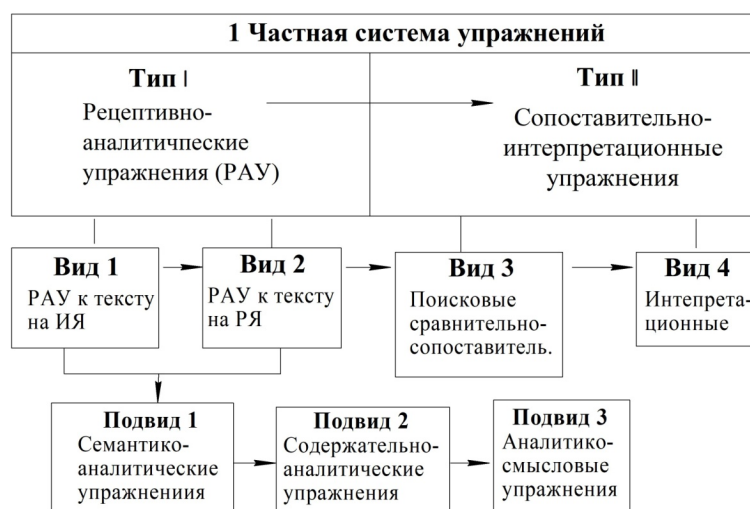 1 Частная система упражнений
Тип I
Рецептивно-
аналитичпеские
упражнения (РАУ)
Тип II
Сопоставительно-
интерпретационные
упражнения
Вид 1
РАУ к тексту
на ИЯ
Вид 2
РАУ к тексту
на РЯ
Вид 3
Поисковые
сравнительно-
сопоставитель.
Вид 4
Интепрета-
ционные
Подвид 1
Семантико-
аналитические
упражнениия
Подвид 2
Содержательно-
аналитические
упражнения
Подвид 3
Аналитико-
смысловые
упражнения